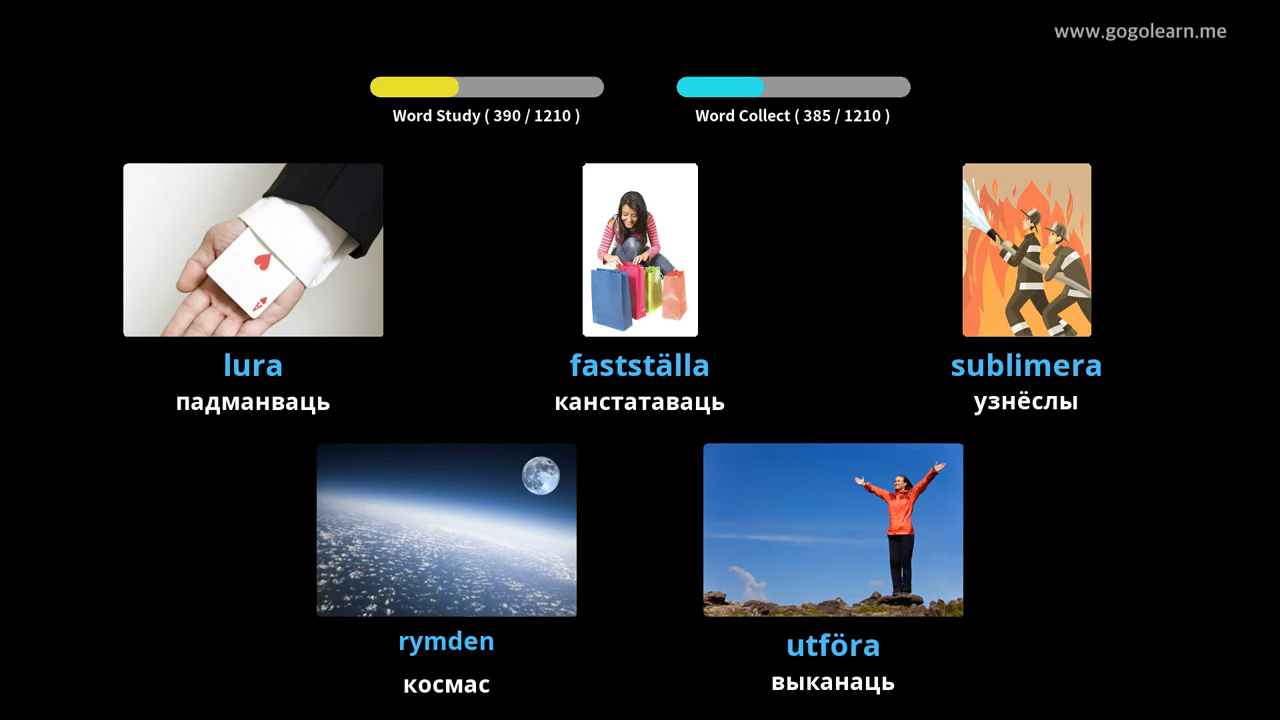 www.gogolearn.me
Word Study ( 390 / 1210 )
Word Collect ( 385 / 1210 )
lura
падманваць
fastställa
канстатаваць
sublimera
узнёслы
rymden
космас
utföra
выканаць